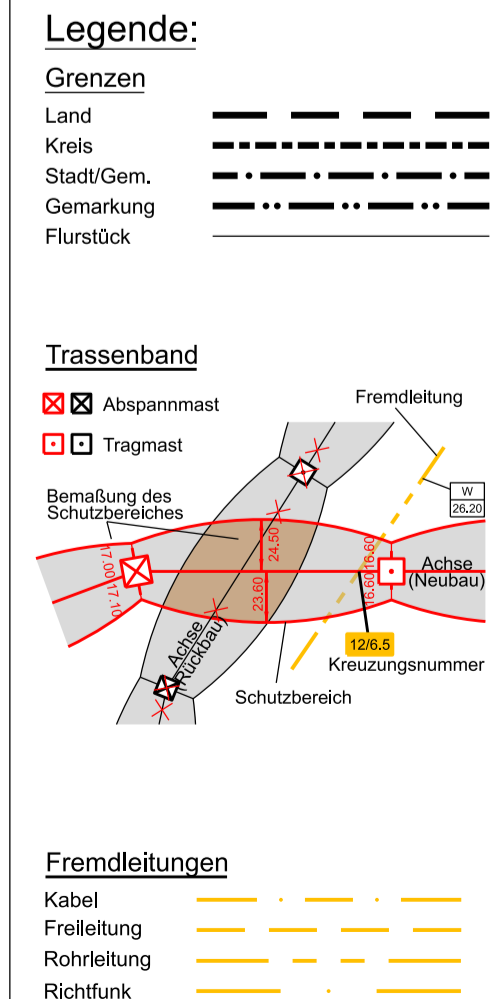 Legende:
Grenzen
Land
Kreis
Stadt/Gem.
Gemarkung
Flurstück
Trassenband
Abspannmast
Tragmast
Fremdleitung
W
26.20
Bemaßung des
Schutzbereiches
17.00
17.10
24.50
23.60
16.60
16.60
Achse
(Neubau)
Achse
(Rückbau)
12/6.5
Kreuzungsnummer
Schutzbereich
Fremdleitungen
Kabel
Freileitung
Rohrleitung
Richtfunk